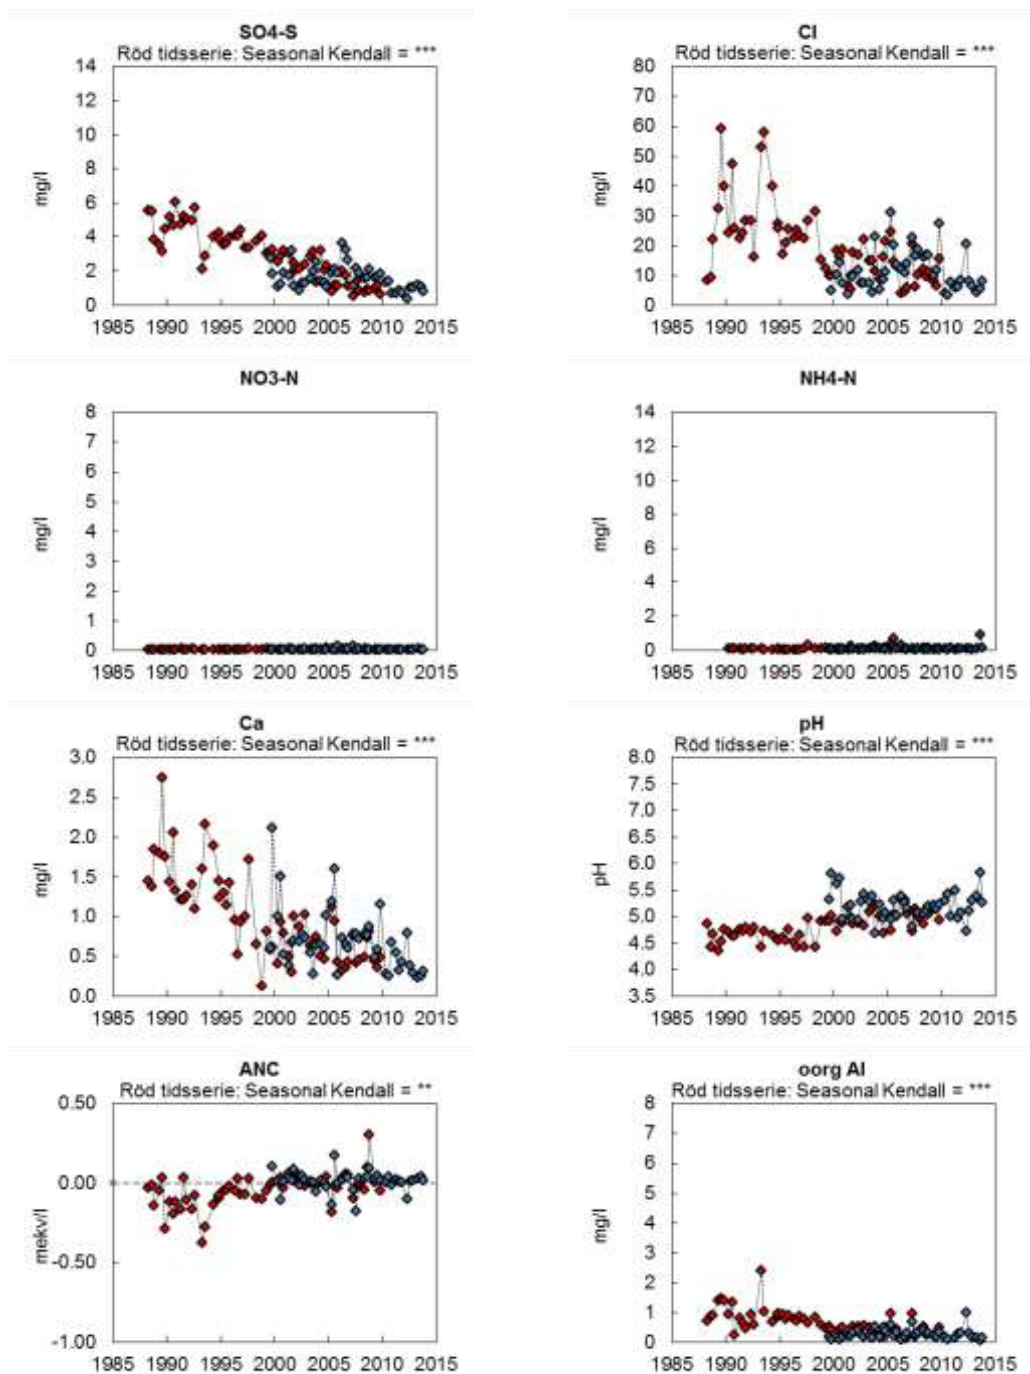 SO4-S
Röd tidsserie: Seasonal Kendall = ***
14
12
10
8
6
4
2
0
mg/l
1985 1990 1995 2000 2005 2010 2015
Cl
Röd tidsserie: Seasonal Kendall = ***
80
70
60
50
40
30
20
10
0
mg/l
1985 1990 1995 2000 2005 2010 2015
NO3-N
8
7
6
5
4
3
2
1
0
mg/l
1985 1990 1995 2000 2005 2010 2015
NH4-N
14
12
10
8
6
4
2
0
mg/l
1985 1990 1995 2000 2005 2010 2015
Ca
Röd tidsserie: Seasonal Kendall = ***
3.0
2.5
2.0
1.5
1.0
0.5
0.0
mg/l
1985 1990 1995 2000 2005 2010 2015
pH
Röd tidsserie: Seasonal Kendall = ***
8.0
7.5
7.0
6.5
6.0
5.5
5.0
4.5
4.0
3.5
pH
1985 1990 1995 2000 2005 2010 2015
ANC
Röd tidsserie: Seasonal Kendall = **
0.50
0.00
-0.50
-1.00
mekv/l
1985 1990 1995 2000 2005 2010 2015
oorg Al
Röd tidsserie: Seasonal Kendall = ***
8
7
6
5
4
3
2
1
0
mg/l
1985 1990 1995 2000 2005 2010 2015